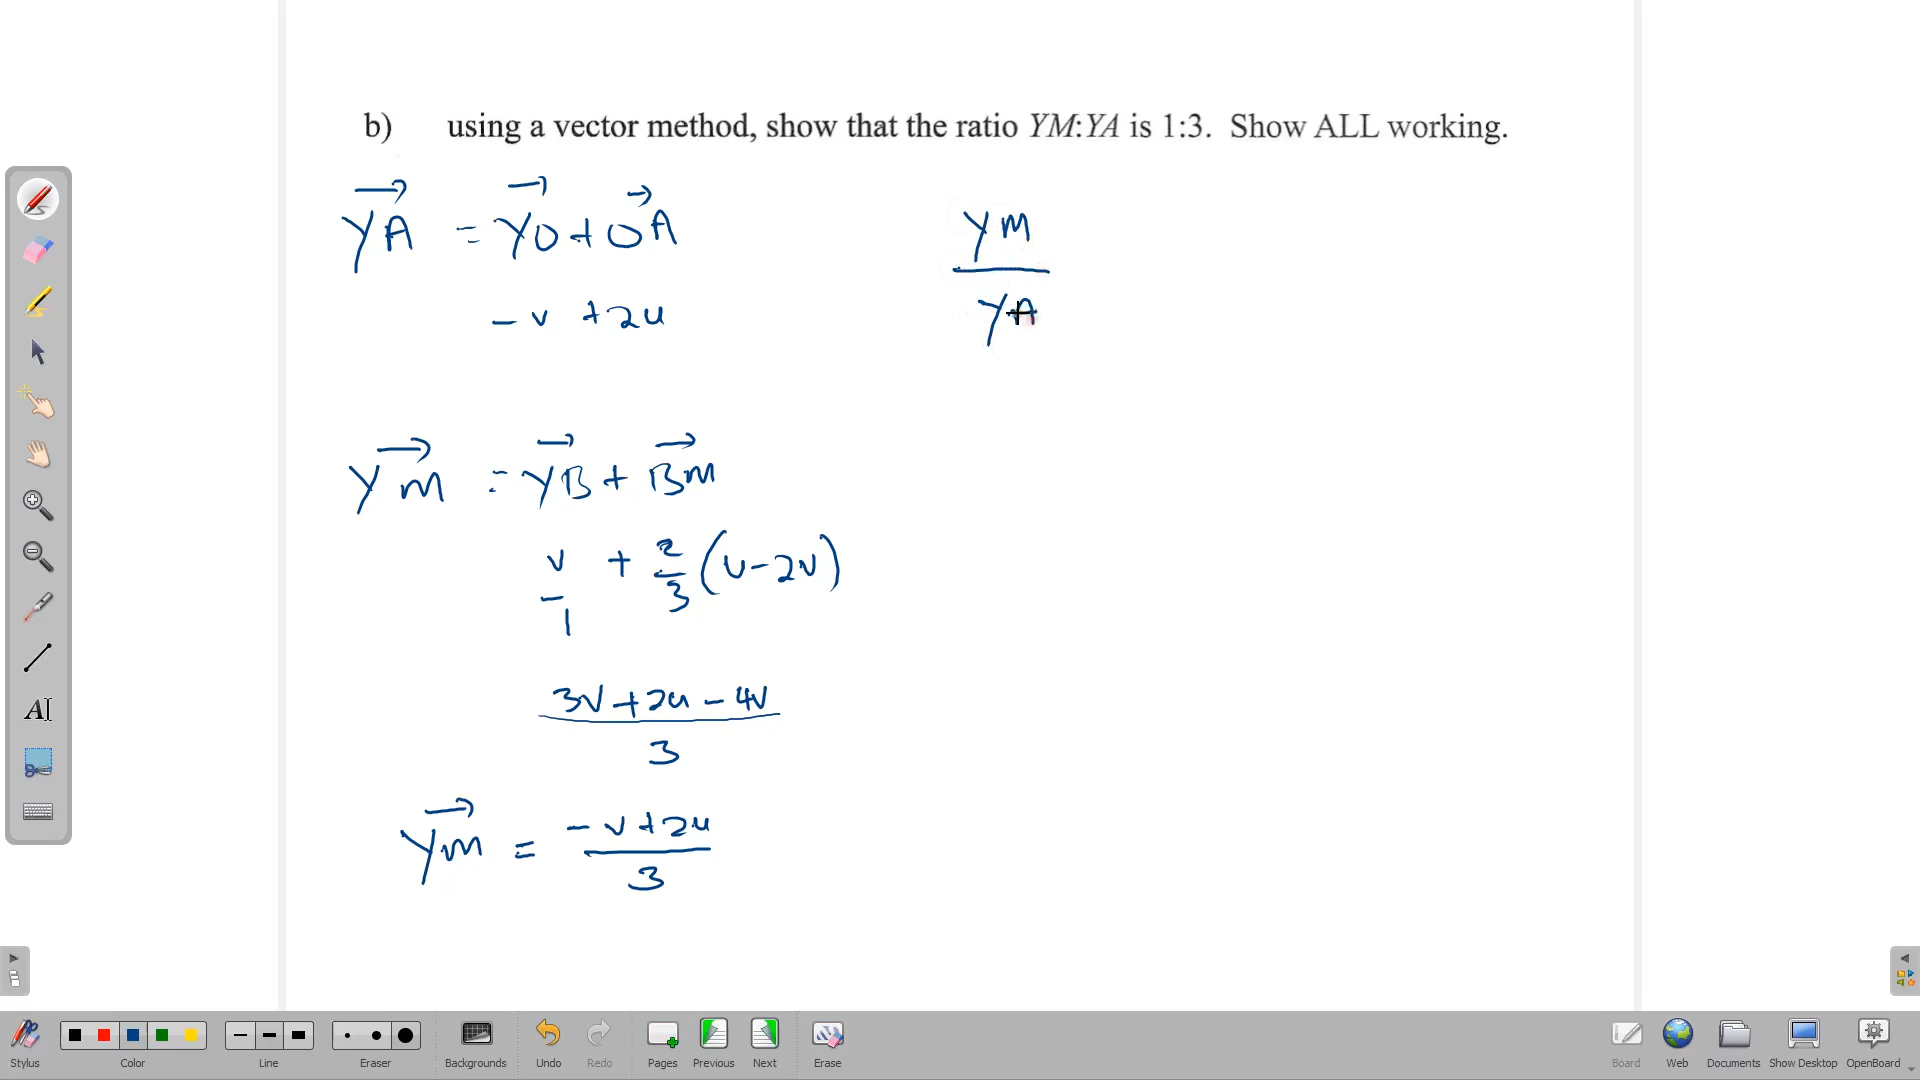 b) using a vector method, show that the ratio YM:YA is 1:3. Show ALL working.
YA = YO + OA
- v + 2u
YM
YA
YM = YB + BM
v/1 + 2/3 (u - 2v)
3v + 2u - 4v
3
YM = - v + 2u
3
AI
Stylus Color Line Eraser Backgrounds Undo Redo Pages Previous Next Erase Board Web Documents Show Desktop OpenBoard